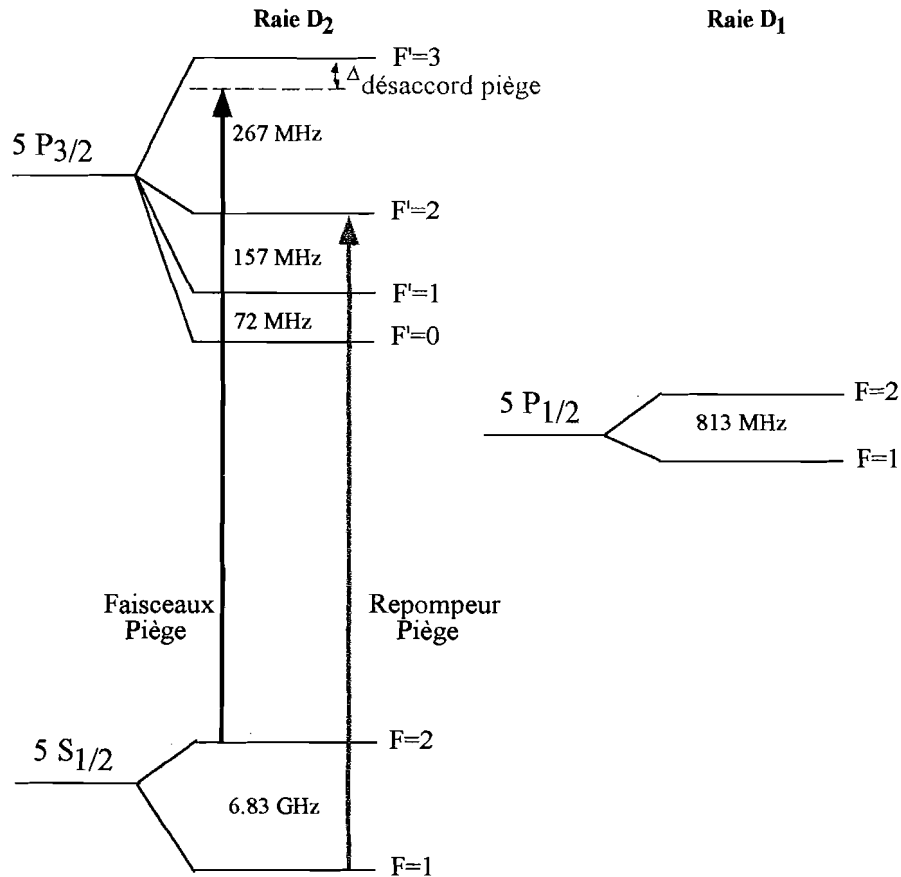 Raie D2
Raie D1
F'=3
Δ
désaccord piège
267 MHz
5 P3/2
F'=2
157 MHz
F'=1
72 MHz
F'=0
F=2
5 P1/2
813 MHz
F=1
Faisceaux
Piège
Repompeur
Piège
F=2
5 S1/2
6.83 GHz
F=1